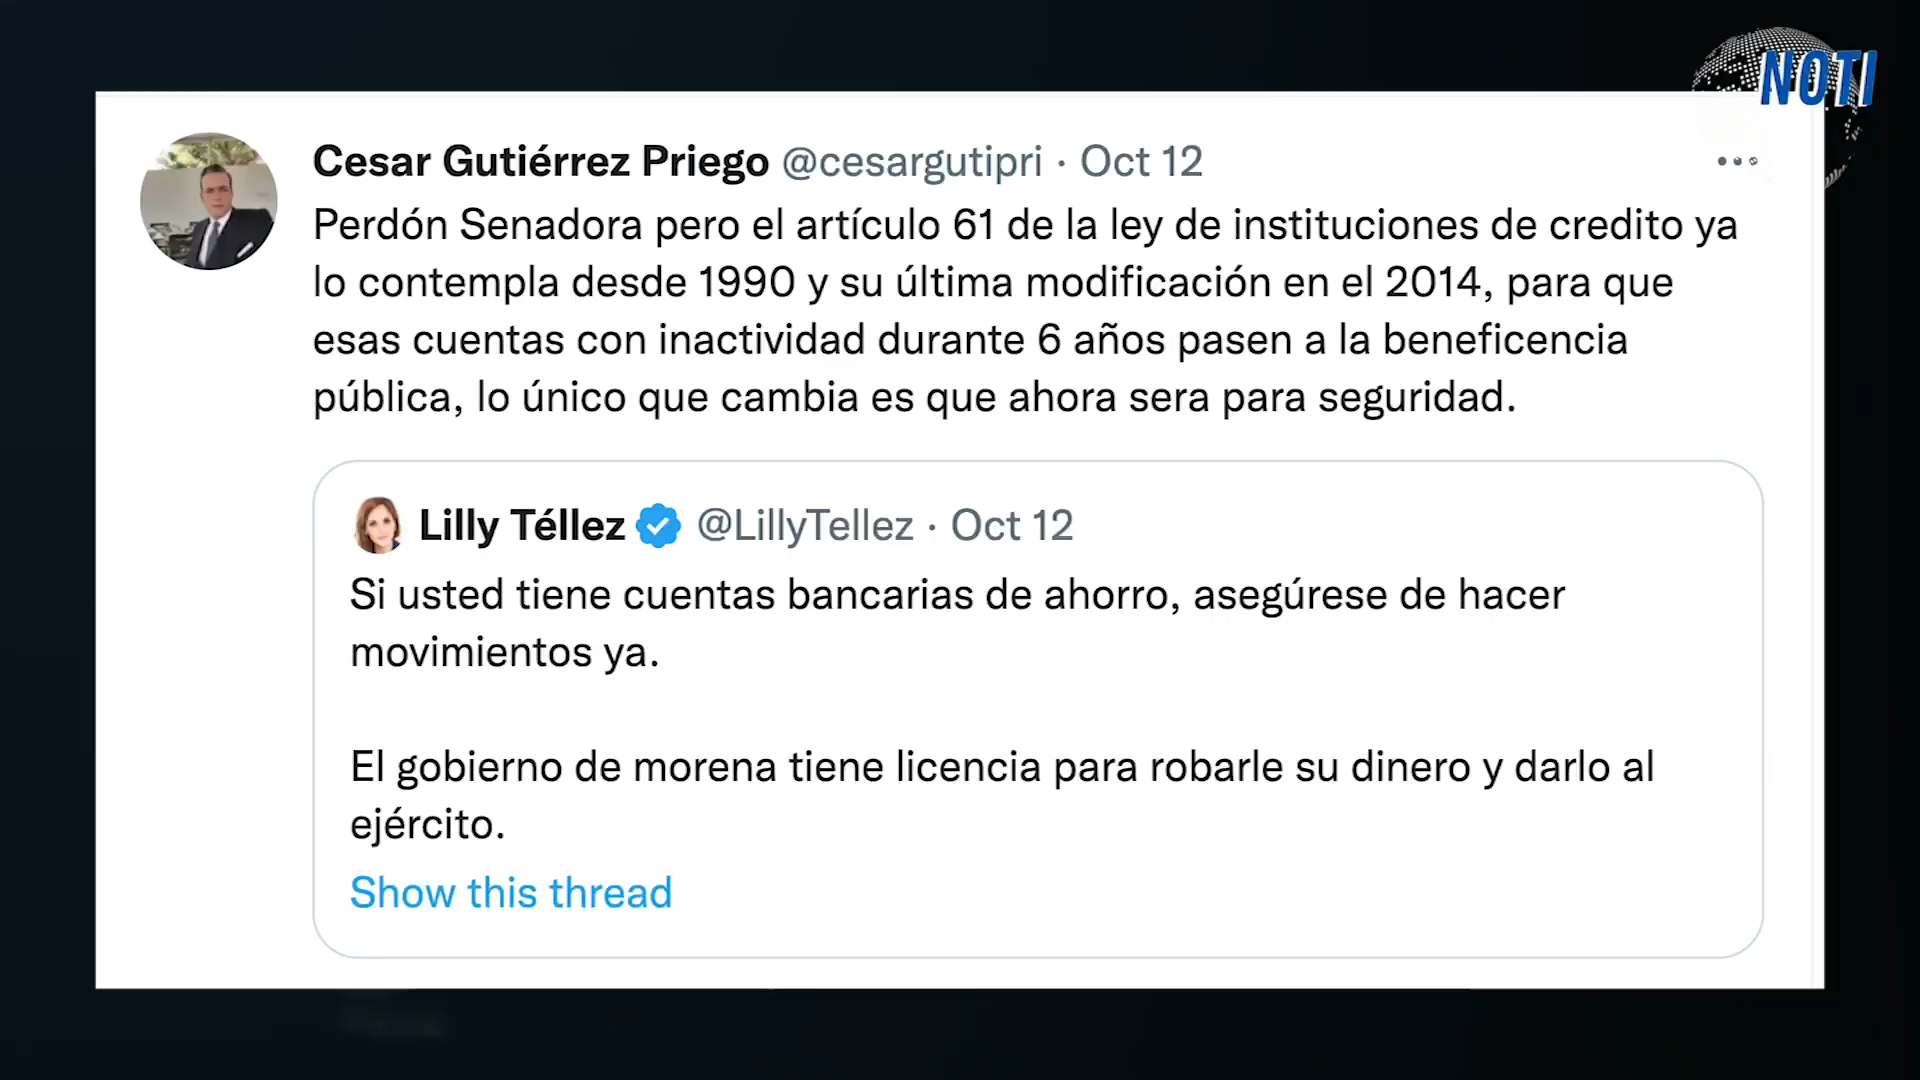 NOTI
Cesar Gutiérrez Priego @cesargutipri · Oct 12
Perdón Senadora pero el artículo 61 de la ley de instituciones de credito ya
lo contempla desde 1990 y su última modificación en el 2014, para que
esas cuentas con inactividad durante 6 años pasen a la beneficencia
pública, lo único que cambia es que ahora sera para seguridad.
Lilly Téllez @LillyTellez · Oct 12
Si usted tiene cuentas bancarias de ahorro, asegúrese de hacer
movimientos ya.
El gobierno de morena tiene licencia para robarle su dinero y darlo al
ejército.
Show this thread